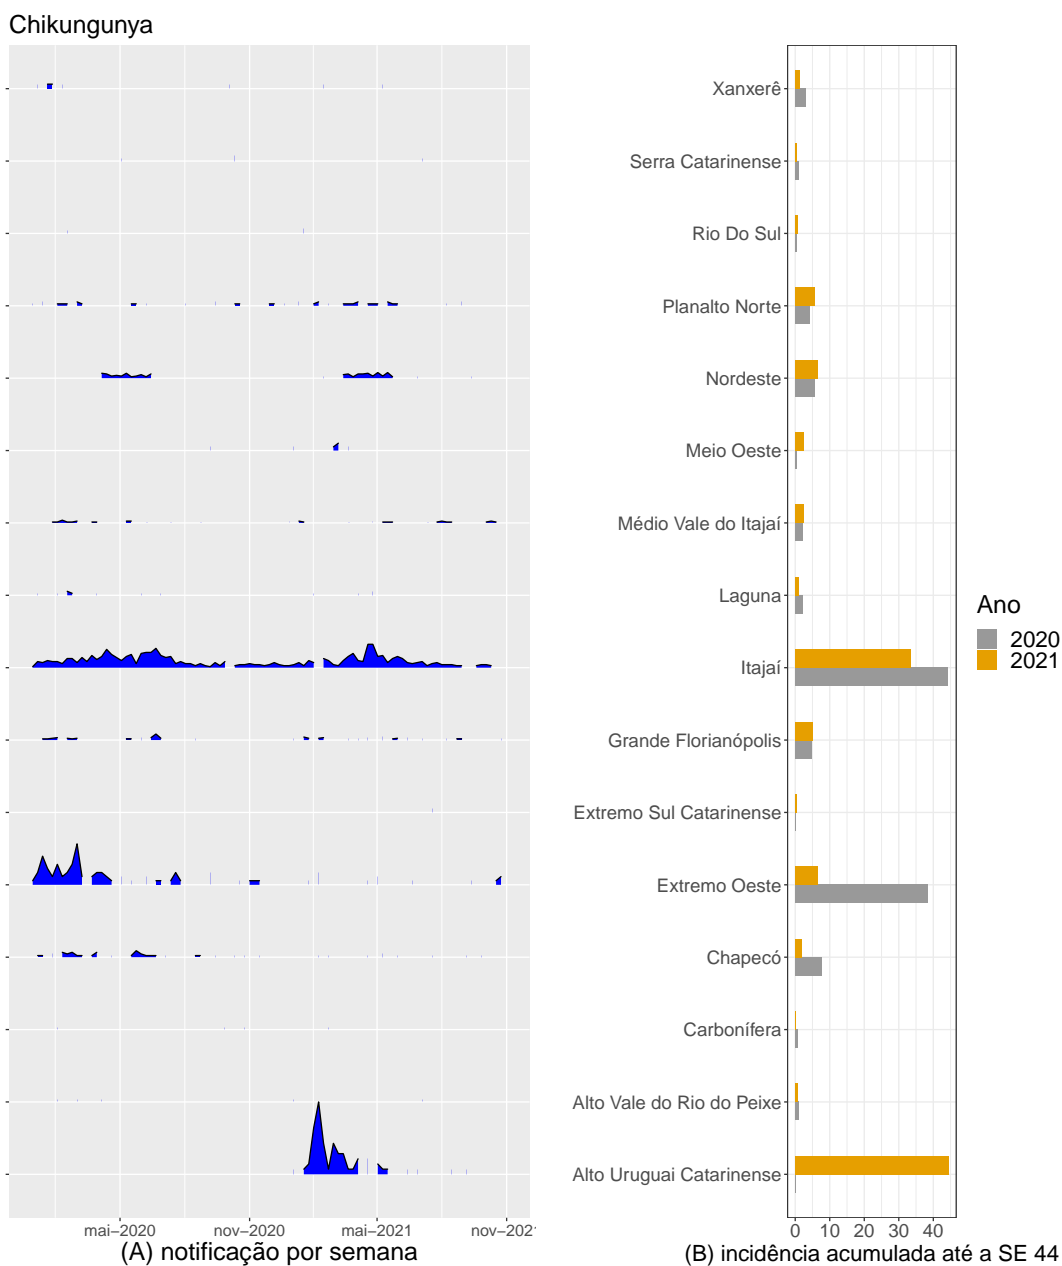 Chikungunya
Xanxerê
Serra Catarinense
Rio Do Sul
Planalto Norte
Nordeste
Meio Oeste
Médio Vale do Itajaí
Laguna
Itajaí
Grande Florianópolis
Extremo Sul Catarinense
Extremo Oeste
Chapecó
Carbonífera
Alto Vale do Rio do Peixe
Alto Uruguai Catarinense
Ano
2020
2021
mai–2020 nov–2020 mai–2021 nov–202
0 10 20 30 40
(A) notificação por semana
(B) incidência acumulada até a SE 44